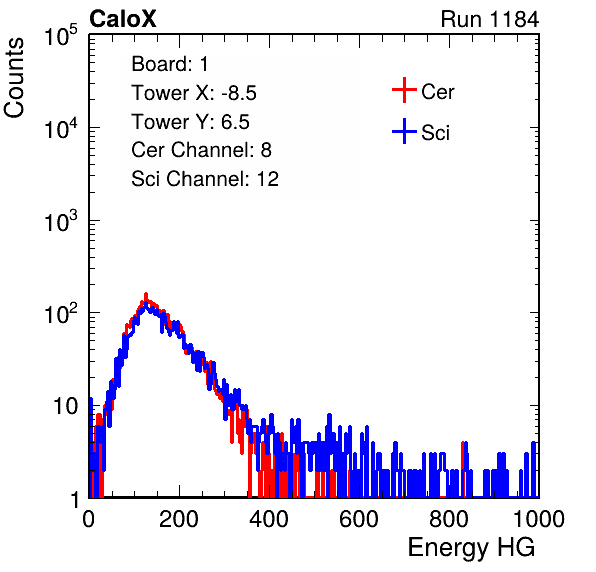 CaloX Run 1184
Counts
10^5
10^4
10^3
10^2
10
1
Board: 1
Tower X: -8.5
Tower Y: 6.5
Cer Channel: 8
Sci Channel: 12
Cer
Sci
0 200 400 600 800 1000
Energy HG